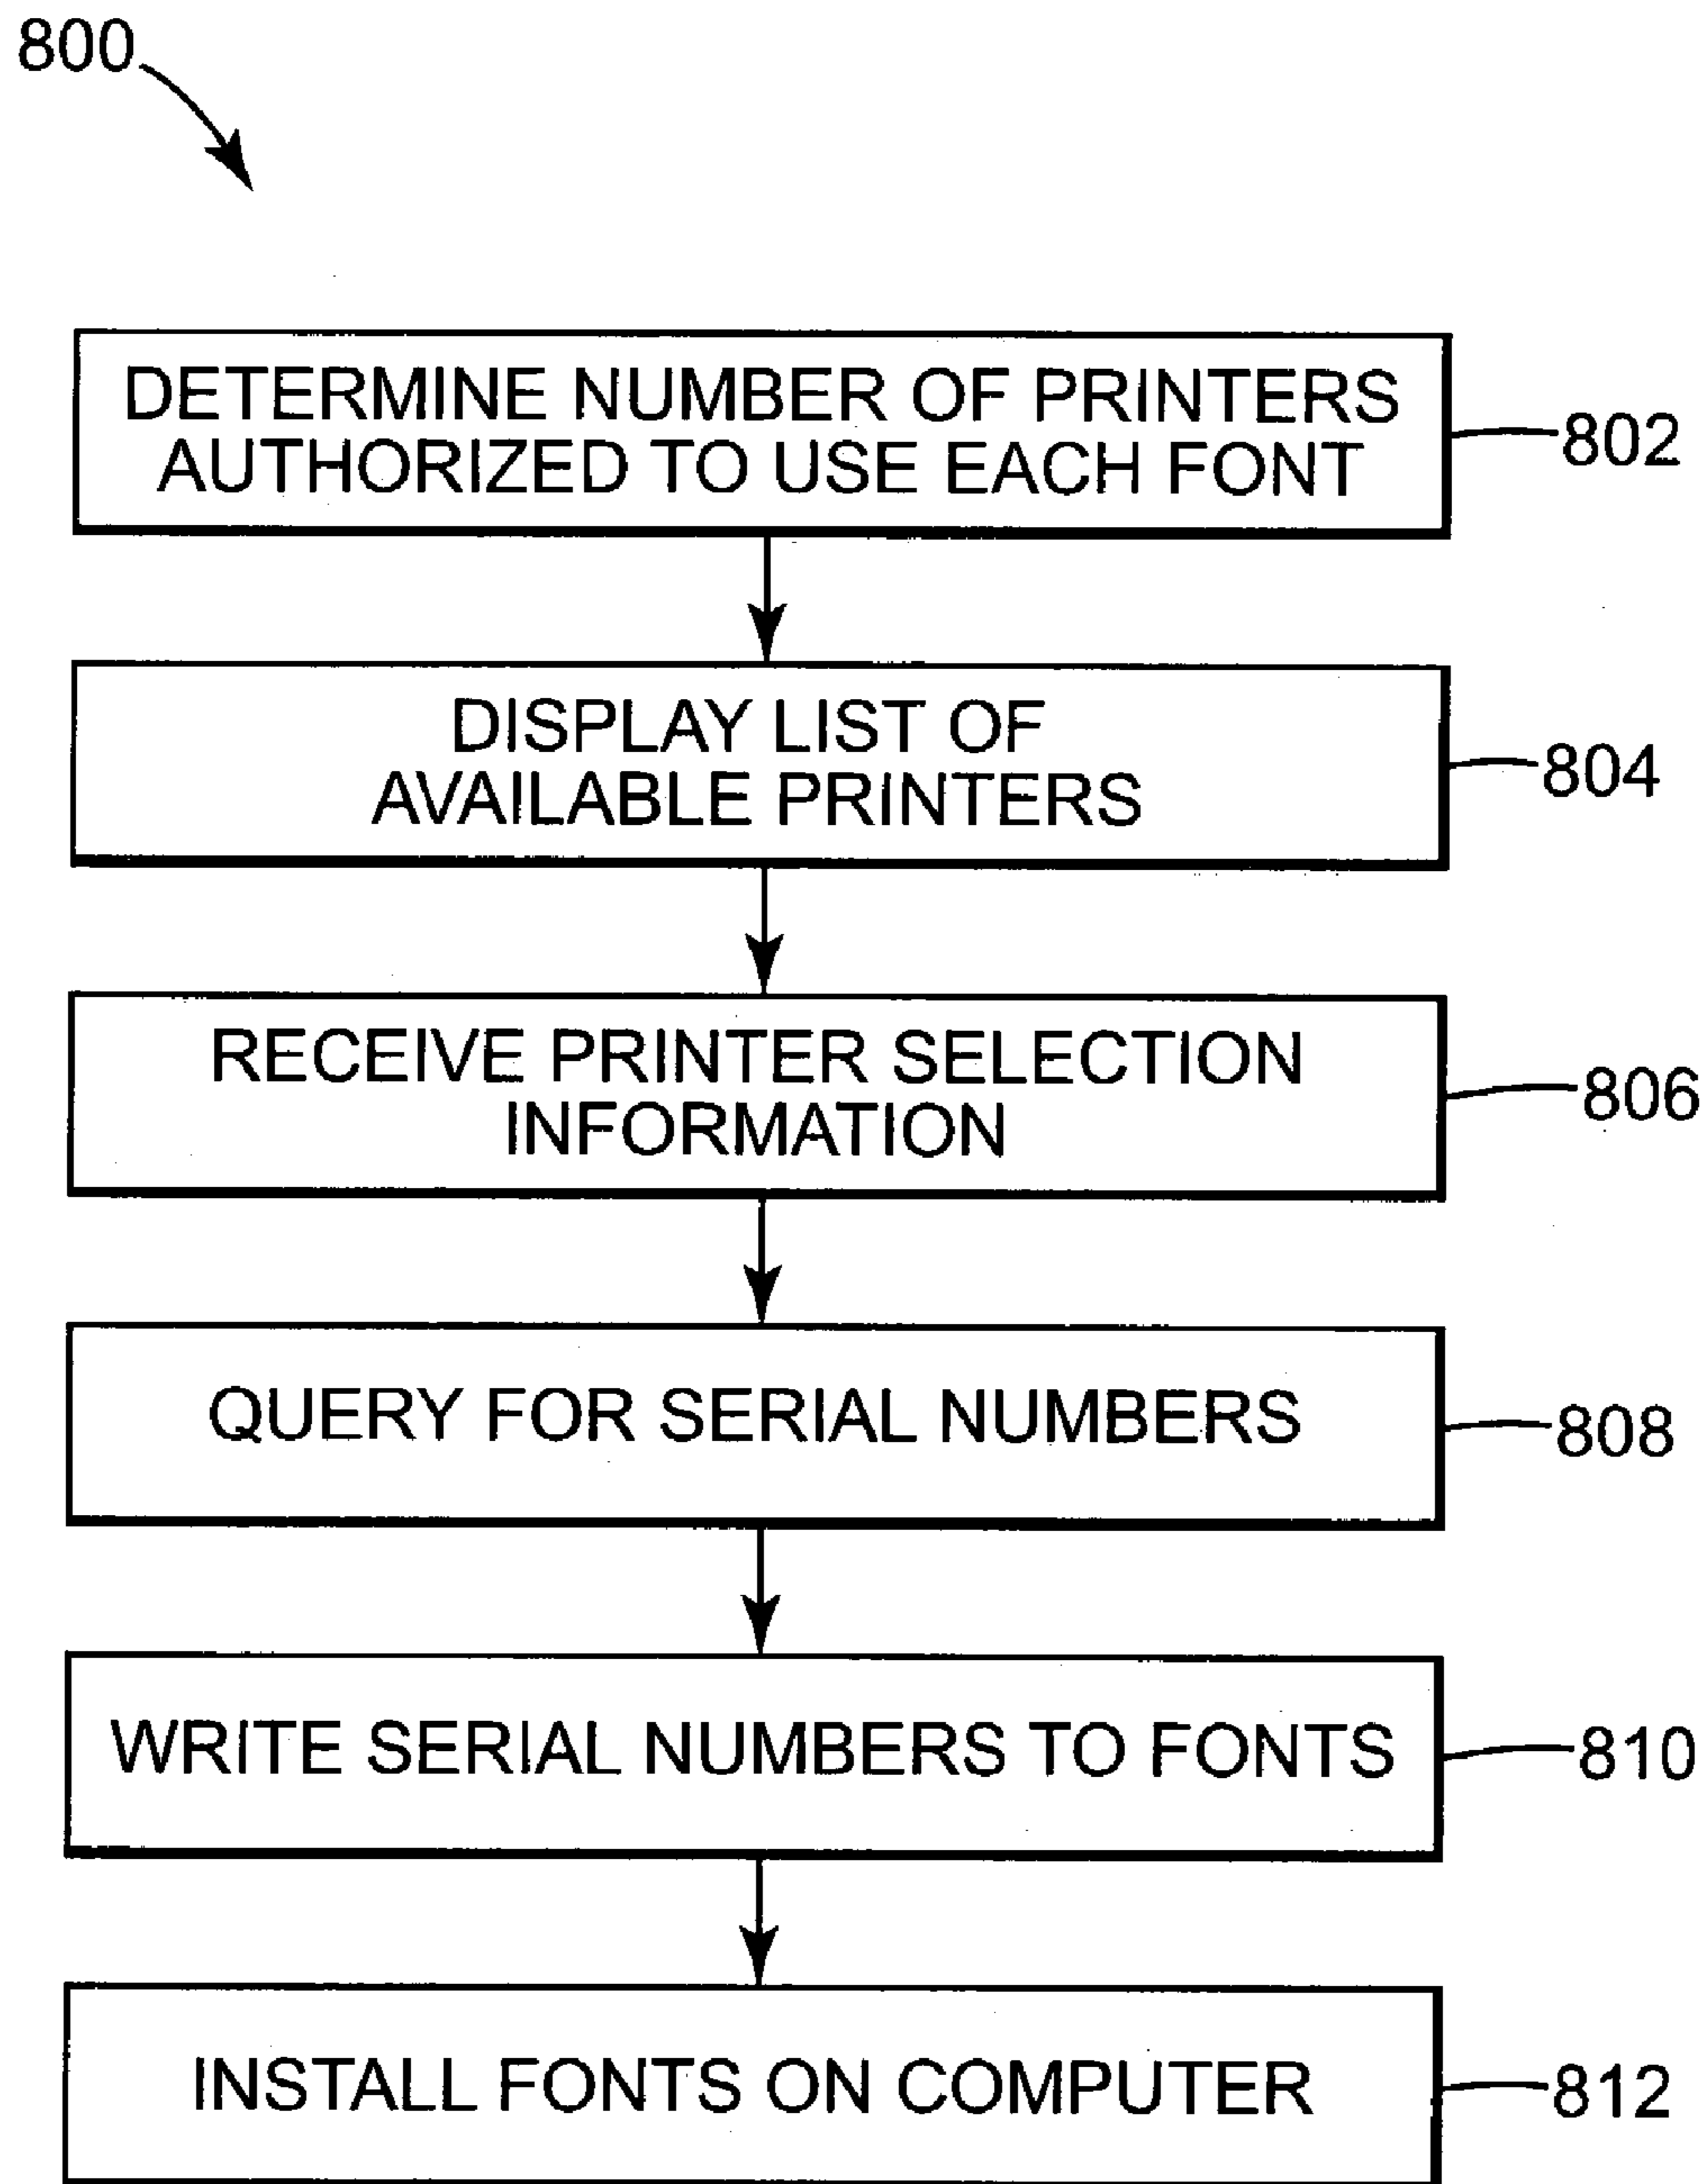 800
DETERMINE NUMBER OF PRINTERS
AUTHORIZED TO USE EACH FONT
802
DISPLAY LIST OF
AVAILABLE PRINTERS
804
RECEIVE PRINTER SELECTION
INFORMATION
806
QUERY FOR SERIAL NUMBERS
808
WRITE SERIAL NUMBERS TO FONTS
810
INSTALL FONTS ON COMPUTER
812